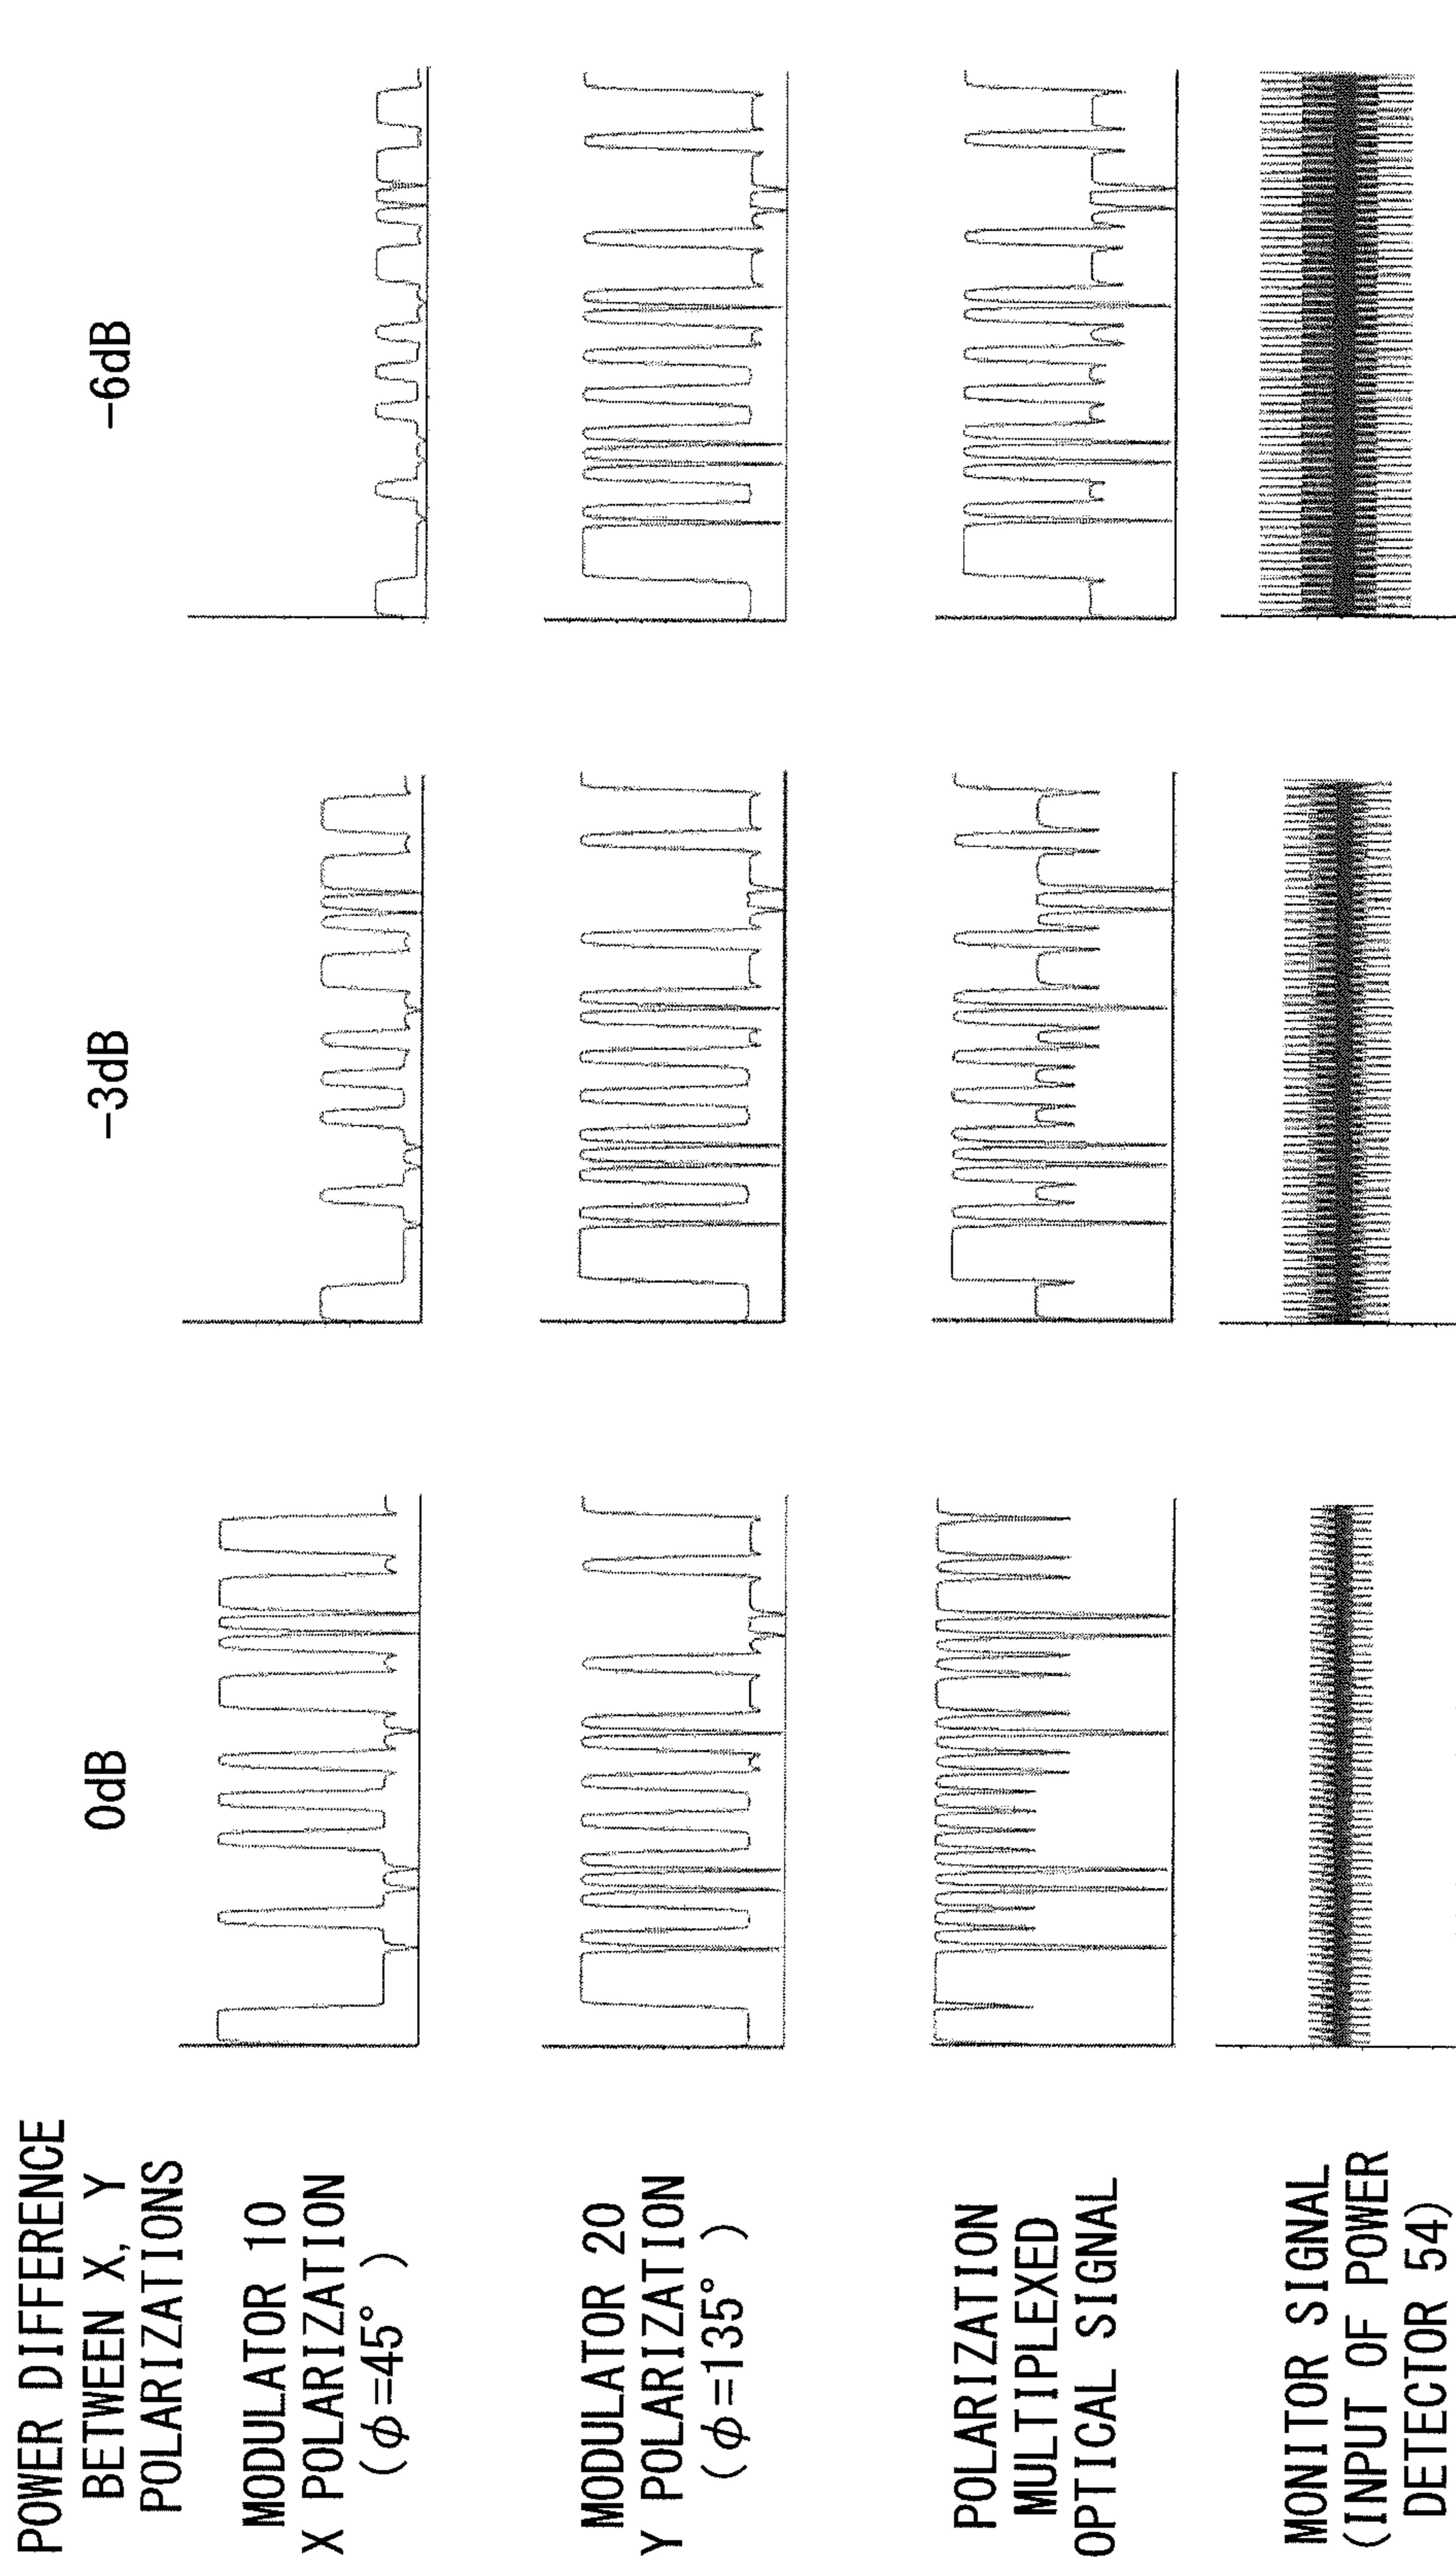 POWER DIFFERENCE
BETWEEN X, Y
POLARIZATIONS
0dB
-3dB
-6dB
MODULATOR 10
X POLARIZATION
(φ=45°)
MODULATOR 20
Y POLARIZATION
(φ=135°)
POLARIZATION
MULTIPLEXED
OPTICAL SIGNAL
MONITOR SIGNAL
(INPUT OF POWER
DETECTOR 54)